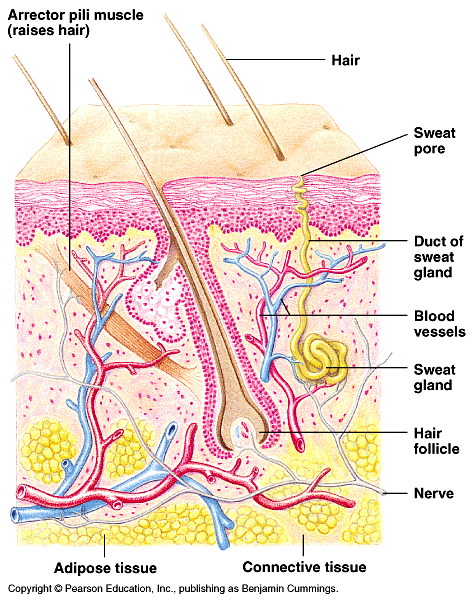 Arrector pili muscle
(raises hair)
Hair
Sweat
pore
Duct of
sweat
gland
Blood
vessels
Sweat
gland
Hair
follicle
Nerve
Adipose tissue
Connective tissue
Copyright © Pearson Education, Inc., publishing as Benjamin Cummings.